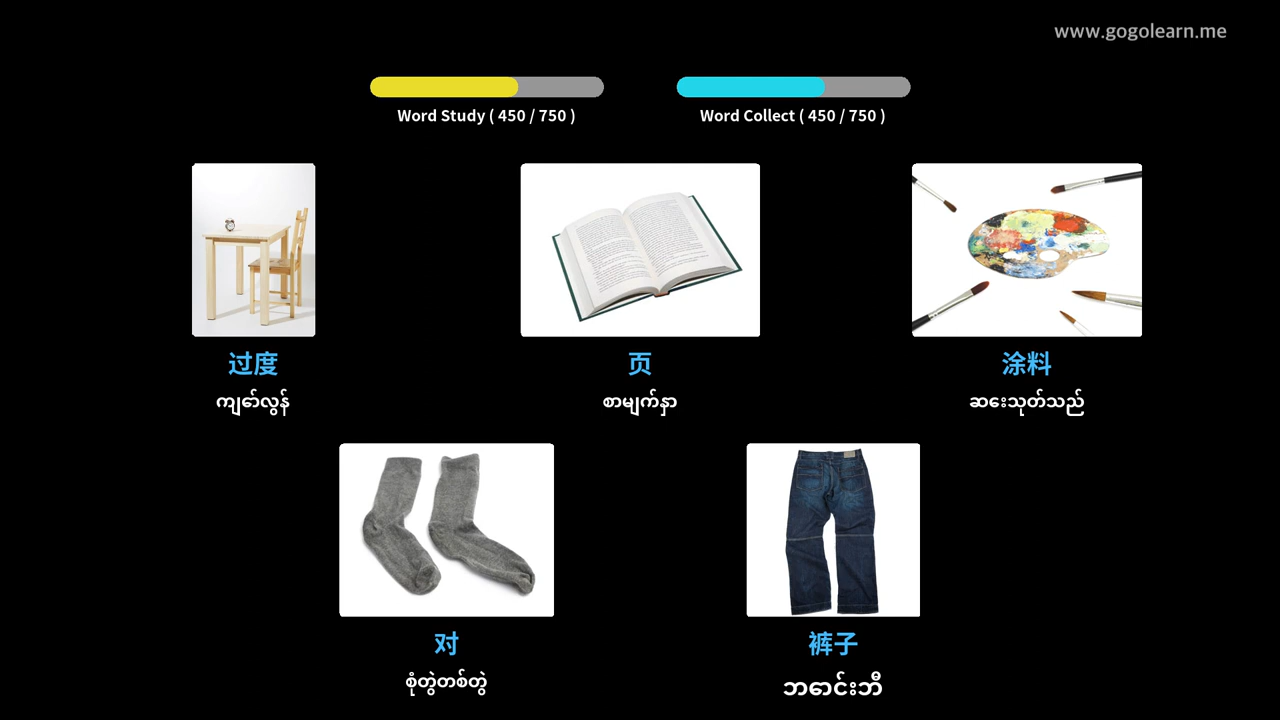 www.gogolearn.me
Word Study ( 450 / 750 )
Word Collect ( 450 / 750 )
过度
页
涂料
ကျော်လွန်
စာမျက်နှာ
ဆေးသုတ်သည်
对
裤子
စုံတွဲတစ်တွဲ
ဘောင်းဘီ